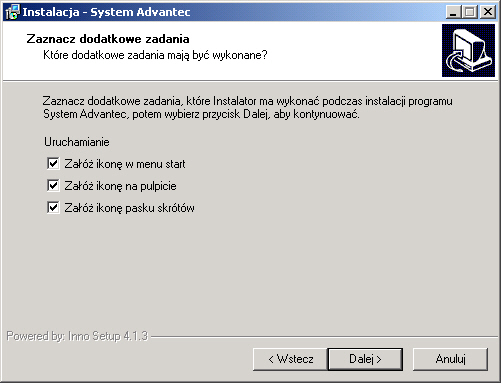 Instalacja - System Advantec
Zaznacz dodatkowe zadania
Które dodatkowe zadania mają być wykonane?
Zaznacz dodatkowe zadania, które Instalator ma wykonać podczas instalacji programu
System Advantec, potem wybierz przycisk Dalej, aby kontynuować.
Uruchamianie
Załóż ikonę w menu start
Załóż ikonę na pulpicie
Załóż ikonę pasku skrótów
Powered by: Inno Setup 4.1.3
< Wstecz
Dalej >
Anuluj